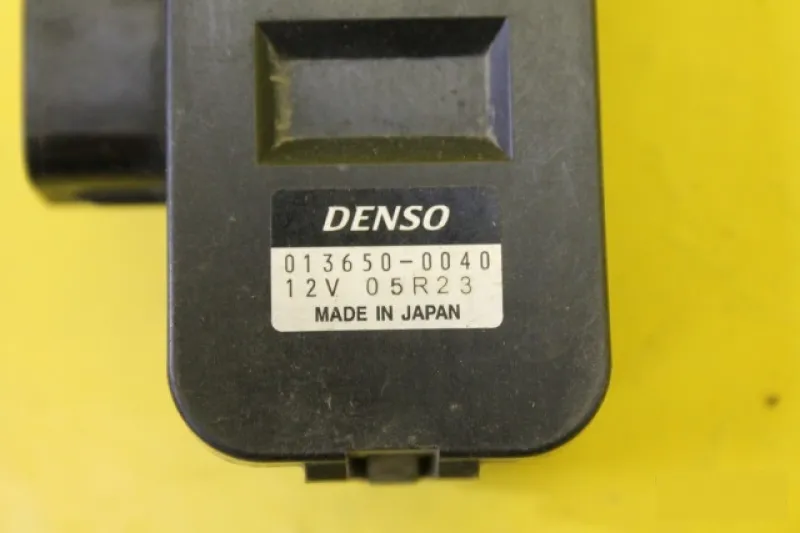 DENSO
013650-0040
12V 05R23
MADE IN JAPAN